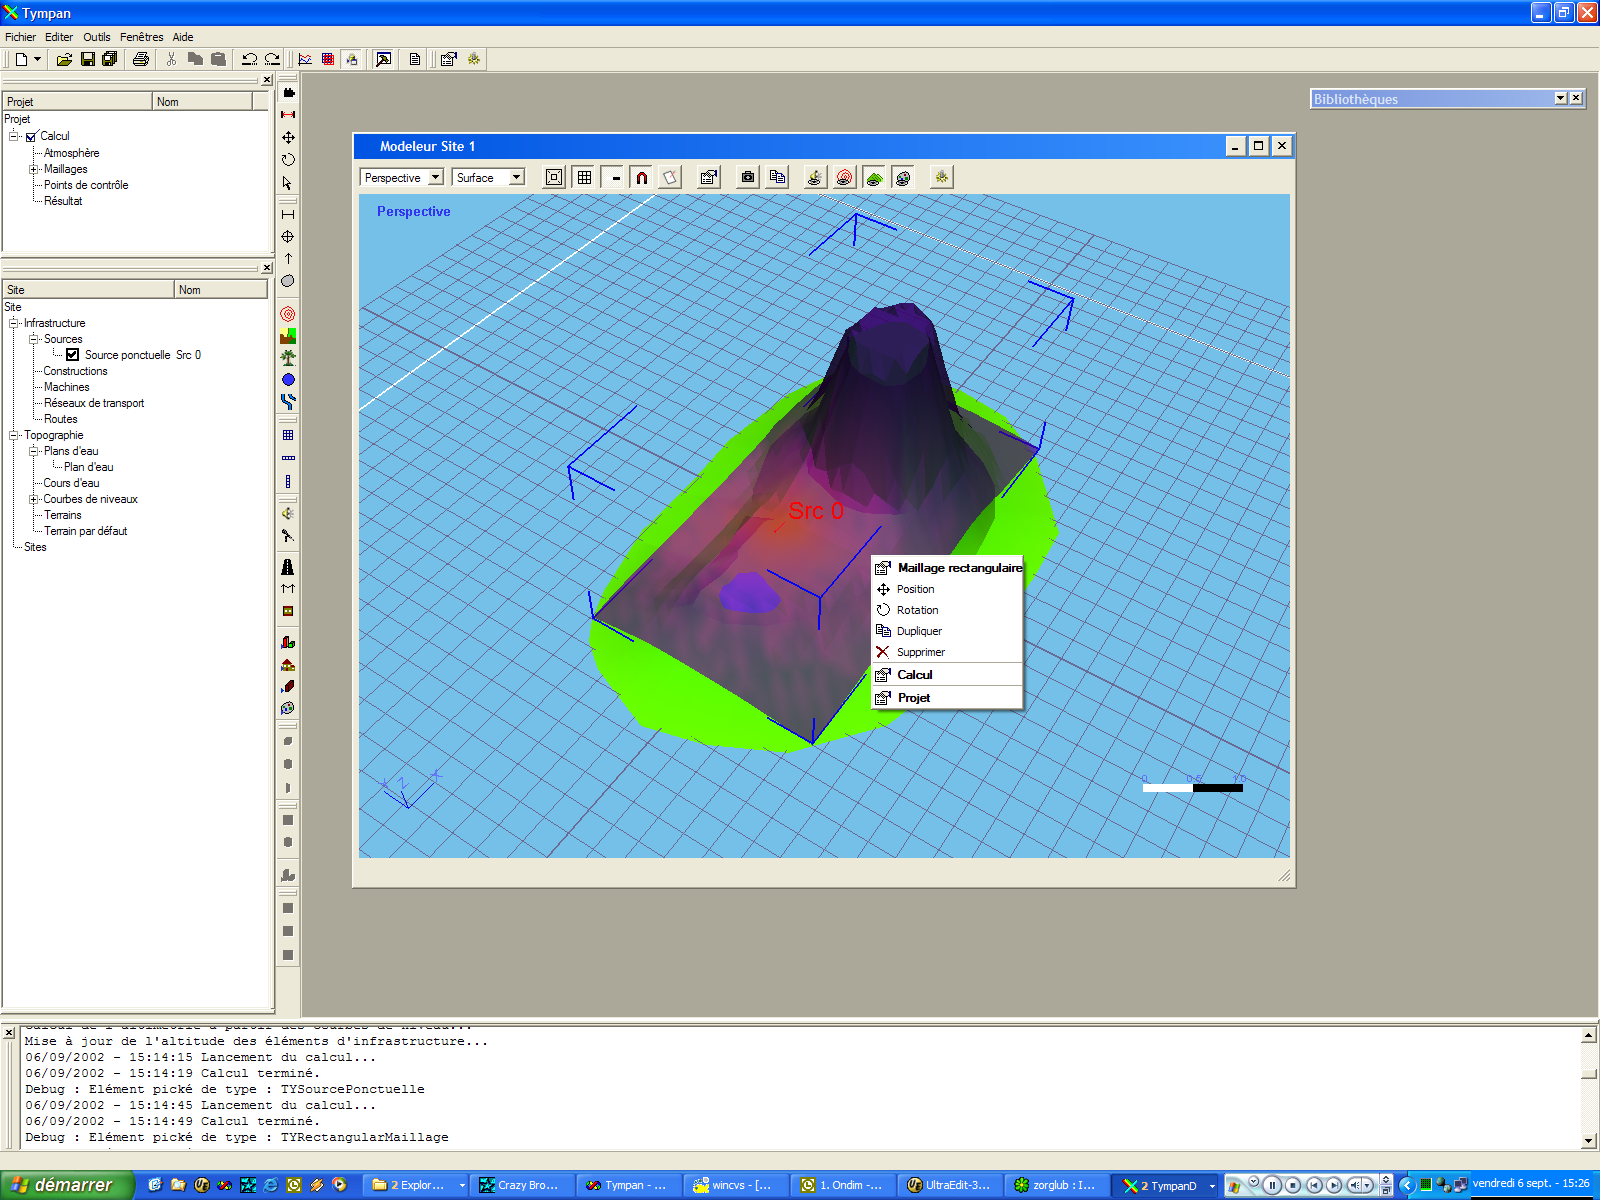 Tympan
Fichier Editer Outils Fenêtres Aide
Projet Nom
Projet
Calcul
Atmosphère
Maillages
Points de contrôle
Résultat
Site Nom
Site
Infrastructure
Sources
Source ponctuelle Src 0
Constructions
Machines
Réseaux de transport
Routes
Topographie
Plans d'eau
Plan d'eau
Cours d'eau
Courbes de niveaux
Terrains
Terrain par défaut
Sites
Bibliothèques
Modeleur Site 1
Perspective Surface
Perspective
Src 0
Maillage rectangulaire
Position
Rotation
Dupliquer
Supprimer
Calcul
Projet
Z X
0 0.5 1.0
Mise à jour de l'altitude des éléments d'infrastructure...
06/09/2002 - 15:14:15 Lancement du calcul...
06/09/2002 - 15:14:19 Calcul terminé.
Debug : Elément pické de type : TYSourcePonctuelle
06/09/2002 - 15:14:45 Lancement du calcul...
06/09/2002 - 15:14:49 Calcul terminé.
Debug : Elément pické de type : TYRectangularMaillage
démarrer
2 Explor...
Crazy Bro...
Tympan - ...
wincvs - [...
1. Ondim -...
UltraEdit-3...
zorglub : I...
2 TympanD
vendredi 6 sept. - 15:26